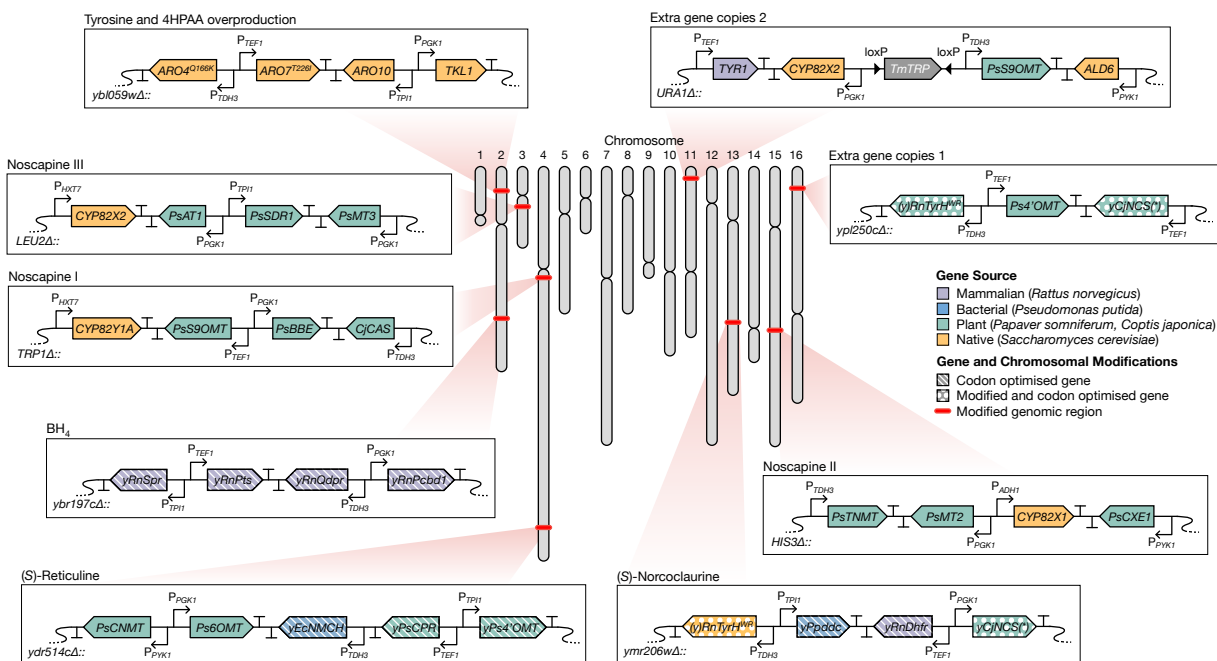 Tyrosine and 4HPAA overproduction
P_TEF1 P_PGK1
ARO4^Q166K ARO7^T226I ARO10 TKL1
ybl059wΔ:: P_TDH3 P_TPI1
Extra gene copies 2
P_TEF1 loxP loxP P_TDH3
TYR1 CYP82X2 TmTRP PsS9OMT ALD6
URA1Δ:: P_PGK1 P_PYK1
Chromosome
1 2 3 4 5 6 7 8 9 10 11 12 13 14 15 16
Noscapine III
P_HXT7 P_TPI1
CYP82X2 PsAT1 PsSDR1 PsMT3
LEU2Δ:: P_PGK1 P_PGK1
Extra gene copies 1
P_TEF1
(y)RnTyrH^WR Ps4'OMT yCjNCS(*)
ypl250cΔ:: P_TDH3 P_TEF1
Noscapine I
P_HXT7 P_PGK1
CYP82Y1A PsS9OMT PsBBE CjCAS
TRP1Δ:: P_TEF1 P_TDH3
Gene Source
Mammalian (Rattus norvegicus)
Bacterial (Pseudomonas putida)
Plant (Papaver somniferum, Coptis japonica)
Native (Saccharomyces cerevisiae)
Gene and Chromosomal Modifications
Codon optimised gene
Modified and codon optimised gene
Modified genomic region
BH₄
P_TEF1 P_PGK1
yRnSpr yRnPts yRnQdpr yRnPcbd1
ybr197cΔ:: P_TPI1 P_TDH3
Noscapine II
P_TDH3 P_ADH1
PsTNMT PsMT2 CYP82X1 PsCXE1
HIS3Δ:: P_PGK1 P_PYK1
(S)-Reticuline
P_PGK1 P_TPI1
PsCNMT Ps6OMT yEcNMCH yPsCPR yPs4'OMT
ydr514cΔ:: P_PYK1 P_TDH3 P_TEF1
(S)-Norcoclaurine
P_TPI1 P_PGK1
(y)RnTyrH^WR yPpddc yRnDhfr yCjNCS(*)
ymr206wΔ:: P_TDH3 P_TEF1